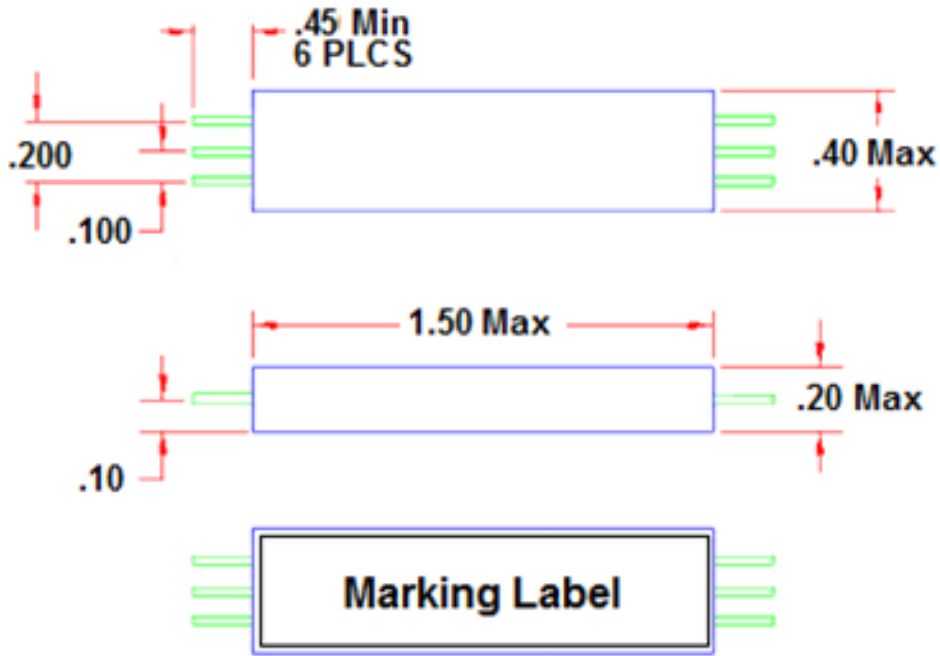 .45 Min
6 PLCS
.200
.40 Max
.100
1.50 Max
.20 Max
.10
Marking Label